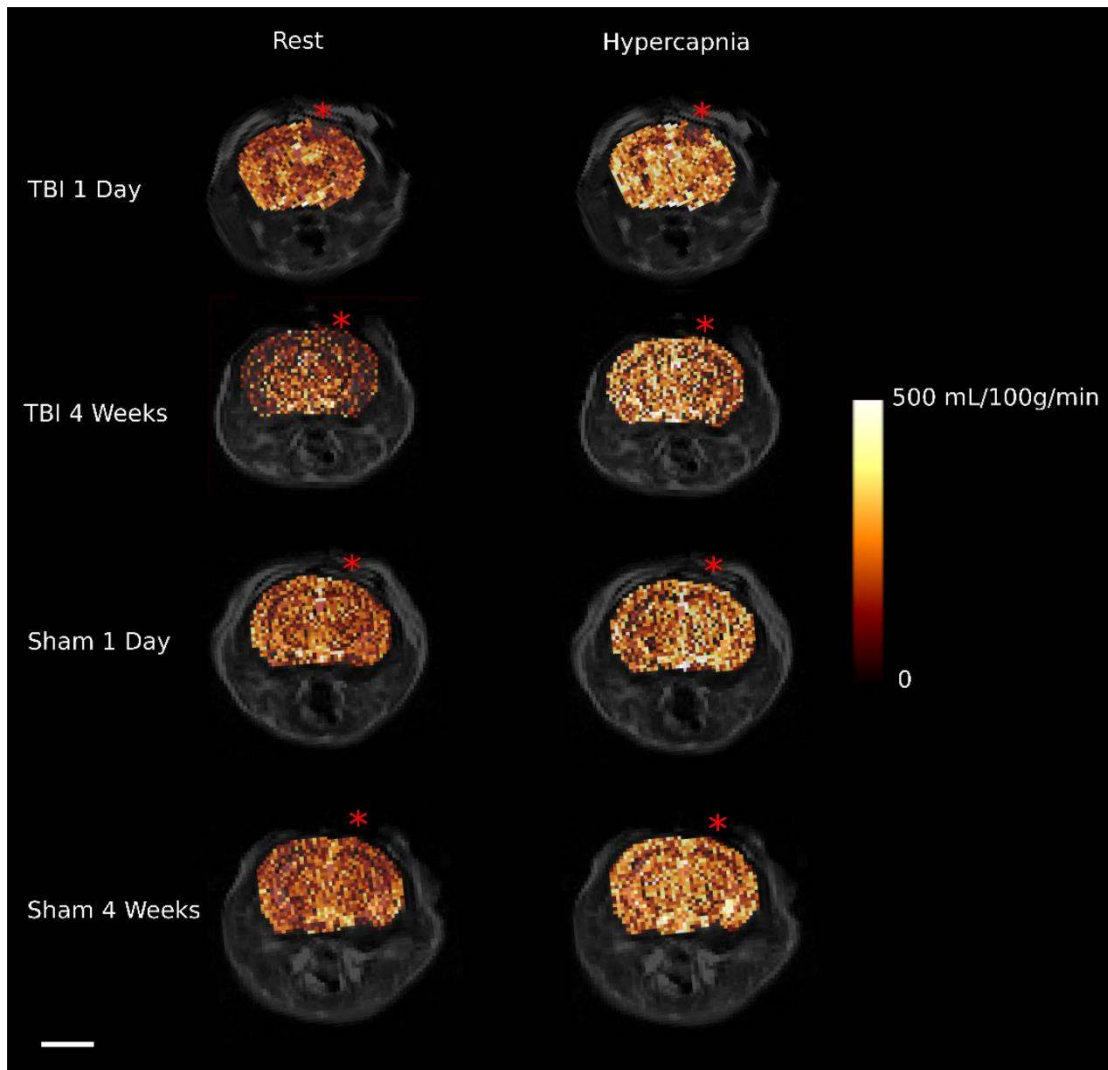 Rest Hypercapnia
*
*
TBI 1 Day
*
*
TBI 4 Weeks
500 mL/100g/min
*
*
Sham 1 Day
0
*
*
Sham 4 Weeks